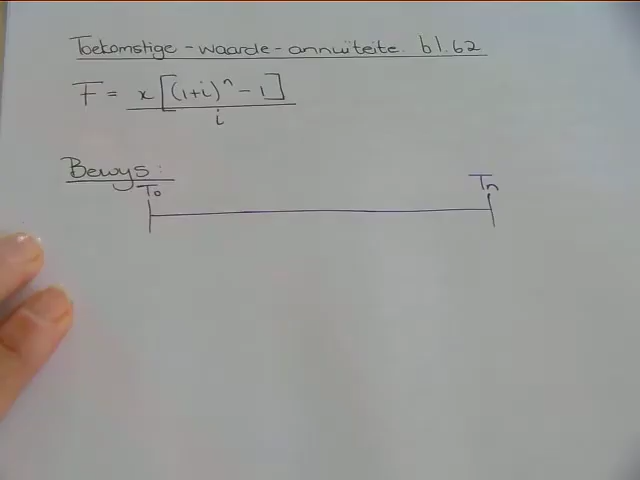 Toekomstige-waarde-annuïteite. bl.62
F = x[(1+i)^n - 1]
i
Bewys:
T₀ Tn